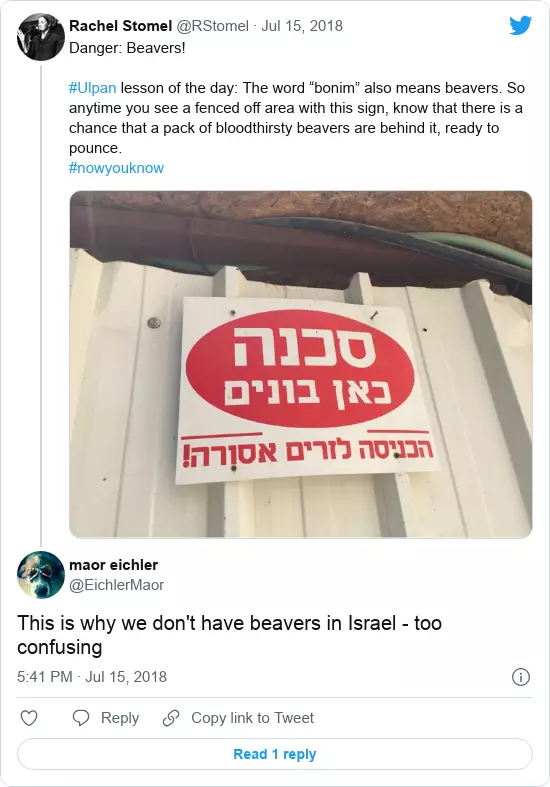 Rachel Stomel @RStomel · Jul 15, 2018
Danger: Beavers!
#Ulpan lesson of the day: The word “bonim” also means beavers. So
anytime you see a fenced off area with this sign, know that there is a
chance that a pack of bloodthirsty beavers are behind it, ready to
pounce.
#nowyouknow
סכנה
כאן בונים
הכניסה לזרים אסורה!
maor eichler
@EichlerMaor
This is why we don't have beavers in Israel - too
confusing
5:41 PM · Jul 15, 2018
Reply Copy link to Tweet
Read 1 reply